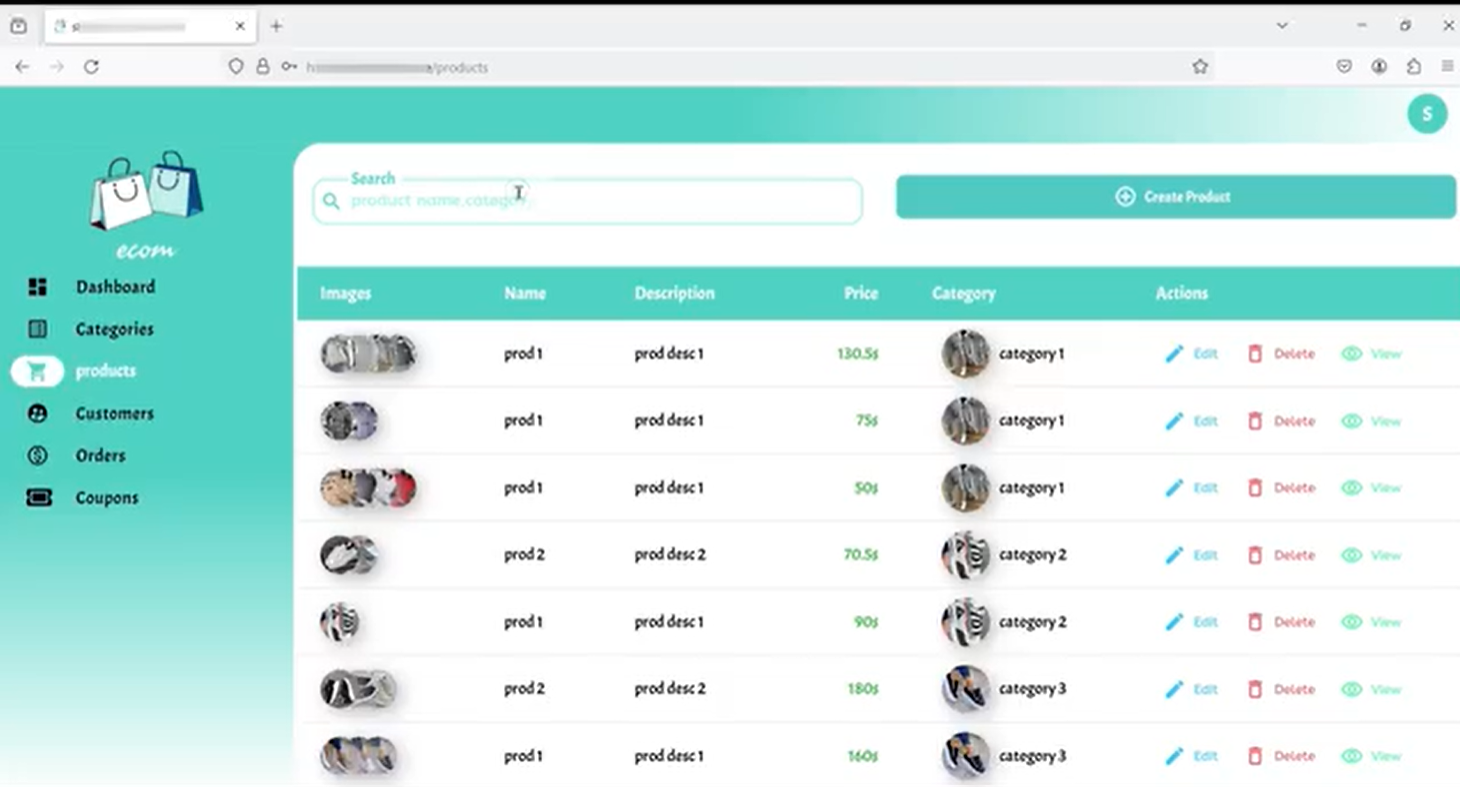 /products
S
ecom
Dashboard
Categories
products
Customers
Orders
Coupons
Search
product name,categor
Create Product
Images Name Description Price Category Actions
prod 1 prod desc 1 130.5$ category 1 Edit Delete View
prod 1 prod desc 1 75$ category 1 Edit Delete View
prod 1 prod desc 1 50$ category 1 Edit Delete View
prod 2 prod desc 2 70.5$ category 2 Edit Delete View
prod 1 prod desc 1 90$ category 2 Edit Delete View
prod 2 prod desc 2 180$ category 3 Edit Delete View
prod 1 prod desc 1 160$ category 3 Edit Delete View